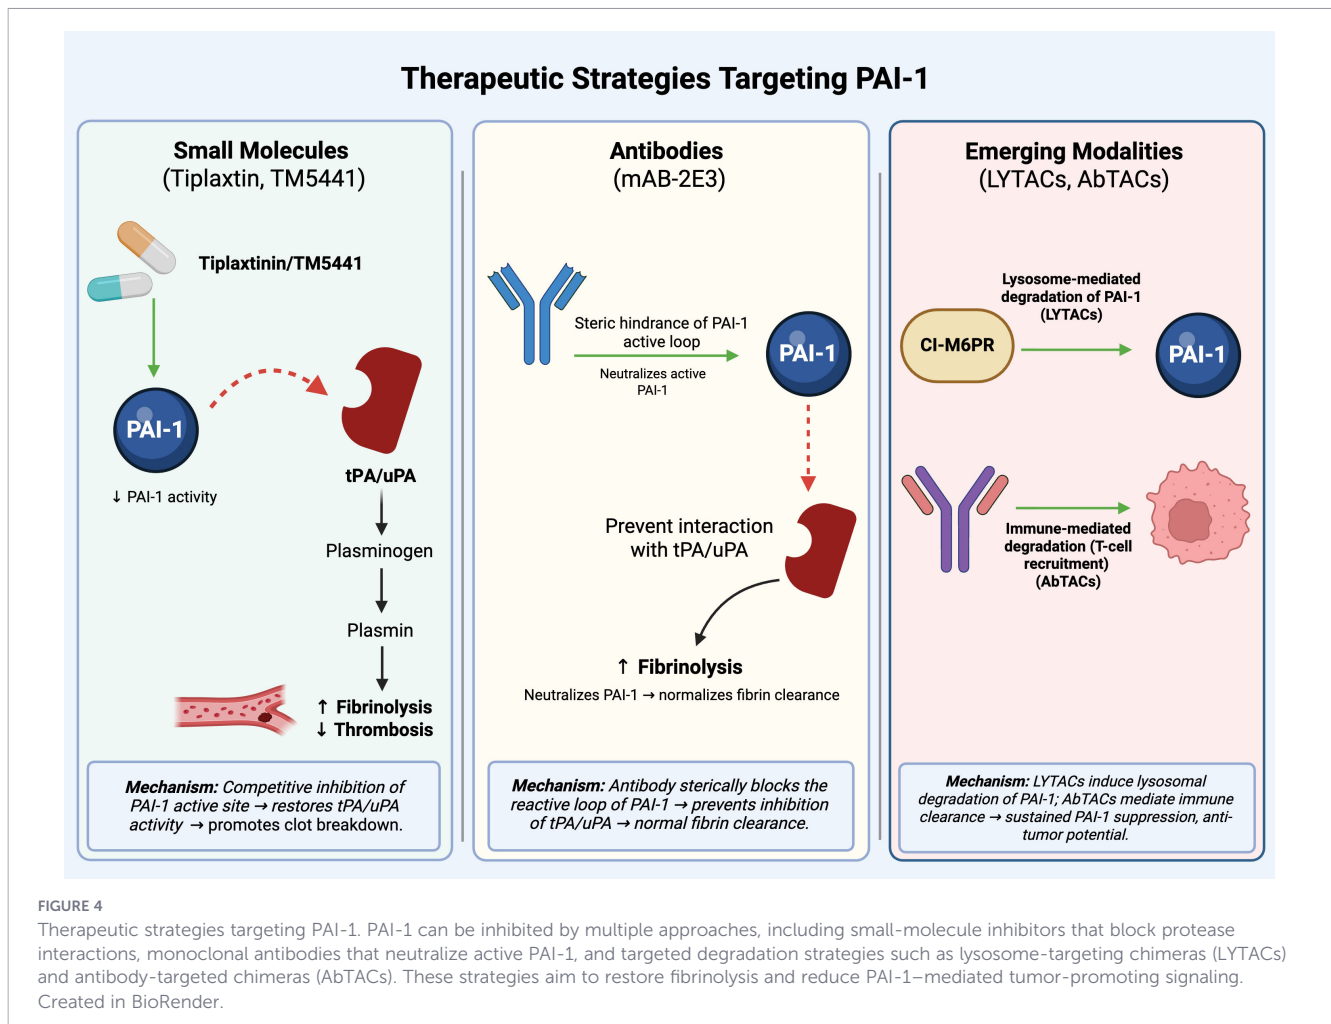 Therapeutic Strategies Targeting PAI-1
Small Molecules
(Tiplaxtin, TM5441)
Tiplaxtinin/TM5441
PAI-1
↓ PAI-1 activity
tPA/uPA
Plasminogen
Plasmin
↑ Fibrinolysis
↓ Thrombosis
Mechanism: Competitive inhibition of
PAI-1 active site → restores tPA/uPA
activity → promotes clot breakdown.
Antibodies
(mAB-2E3)
Steric hindrance of PAI-1
active loop
Neutralizes active
PAI-1
PAI-1
Prevent interaction
with tPA/uPA
↑ Fibrinolysis
Neutralizes PAI-1 → normalizes fibrin clearance
Mechanism: Antibody sterically blocks the
reactive loop of PAI-1 → prevents inhibition
of tPA/uPA → normal fibrin clearance.
Emerging Modalities
(LYTACs, AbTACs)
Lysosome-mediated
degradation of PAI-1
(LYTACs)
CI-M6PR
PAI-1
Immune-mediated
degradation (T-cell
recruitment)
(AbTACs)
Mechanism: LYTACs induce lysosomal
degradation of PAI-1; AbTACs mediate immune
clearance → sustained PAI-1 suppression, anti-
tumor potential.
FIGURE 4
Therapeutic strategies targeting PAI-1. PAI-1 can be inhibited by multiple approaches, including small-molecule inhibitors that block protease
interactions, monoclonal antibodies that neutralize active PAI-1, and targeted degradation strategies such as lysosome-targeting chimeras (LYTACs)
and antibody-targeted chimeras (AbTACs). These strategies aim to restore fibrinolysis and reduce PAI-1–mediated tumor-promoting signaling.
Created in BioRender.